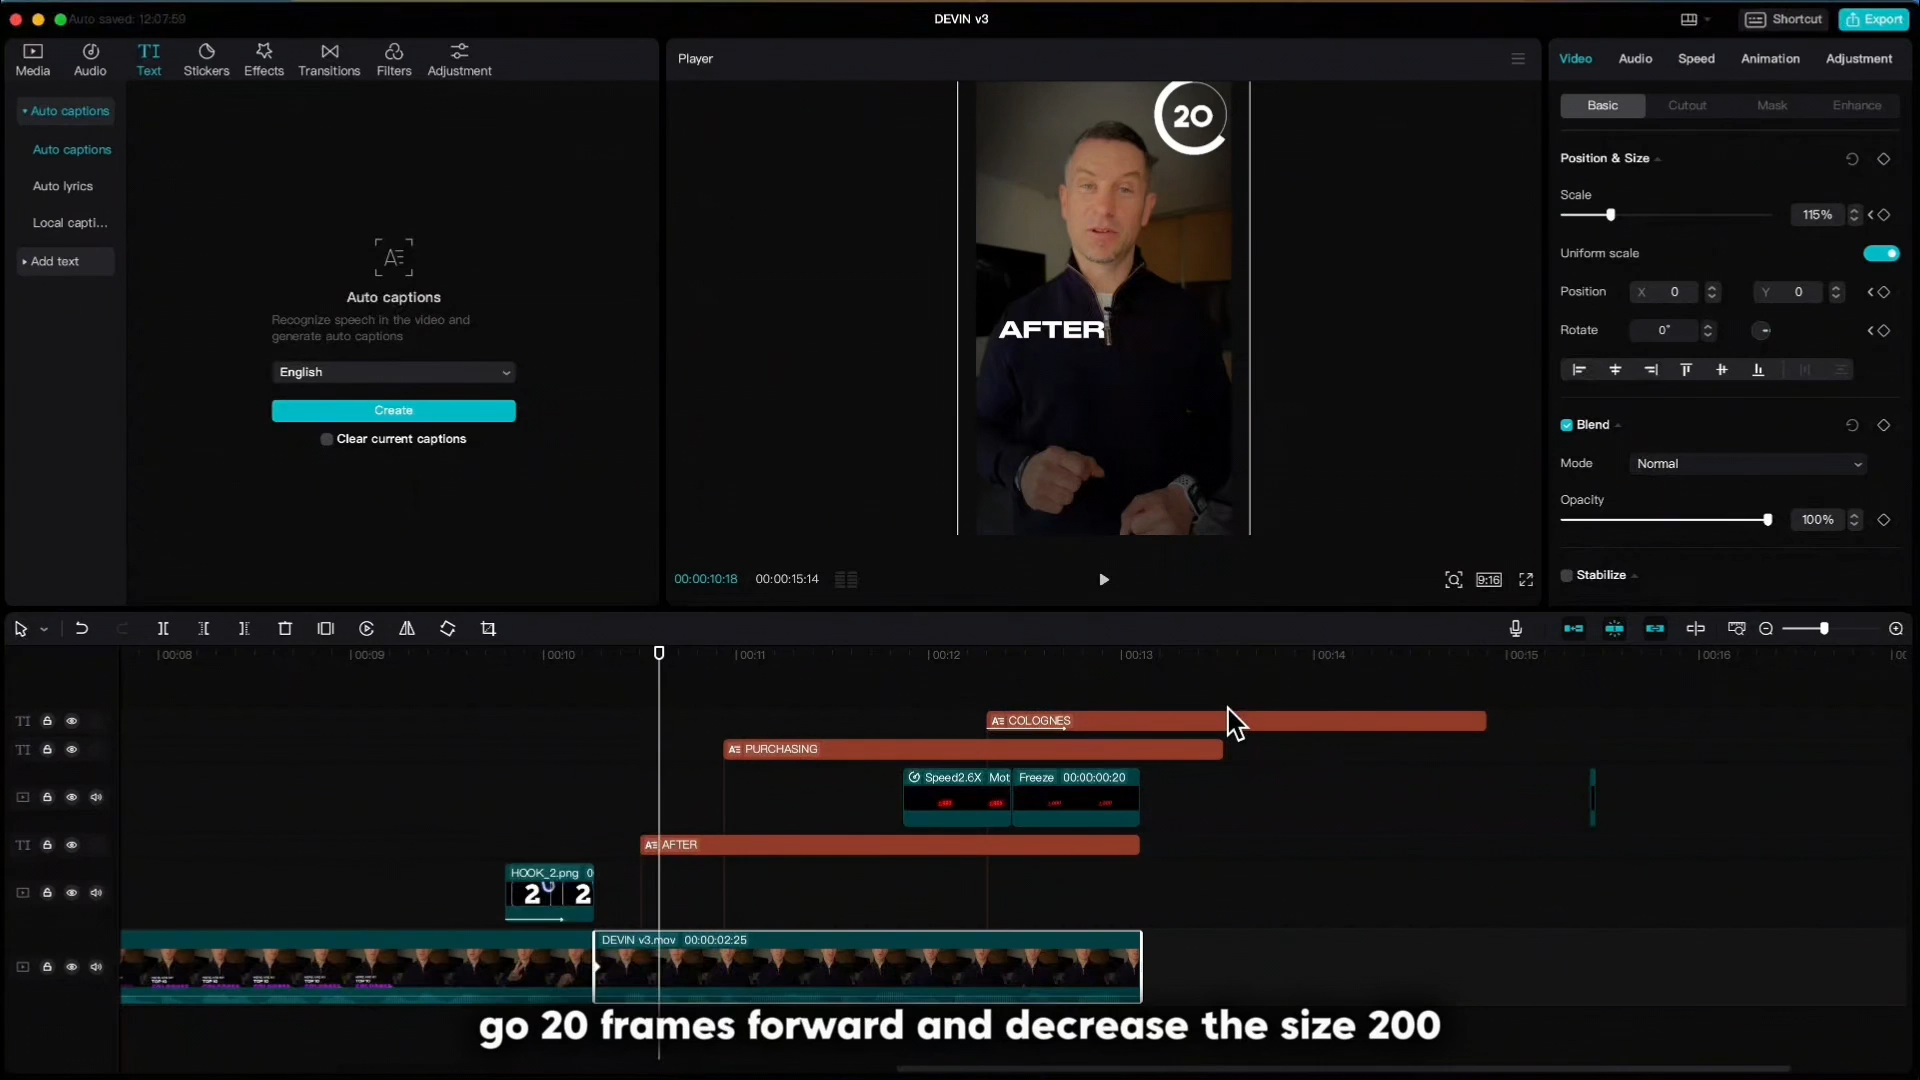 Auto saved: 12:07:59
DEVIN v3
Shortcut
Export
Media
Audio
TI
Text
Stickers
Effects
Transitions
Filters
Adjustment
Player
Video
Audio
Speed
Animation
Adjustment
Auto captions
Auto captions
Auto lyrics
Local capti...
Add text
Auto captions
Recognize speech in the video and
generate auto captions
English
Create
Clear current captions
20
AFTER
00:00:10:18
00:00:15:14
9:16
Basic
Cutout
Mask
Enhance
Position & Size
Scale
115%
Uniform scale
Position
X 0
Y 0
Rotate
0°
Blend
Mode
Normal
Opacity
100%
Stabilize
00:08
00:09
00:10
00:11
00:12
00:13
00:14
00:15
00:16
COLOGNES
PURCHASING
Speed2.6X Mot
Freeze 00:00:00:20
AFTER
HOOK_2.png 0
2 2
DEVIN v3.mov 00:00:02:25
go 20 frames forward and decrease the size 200